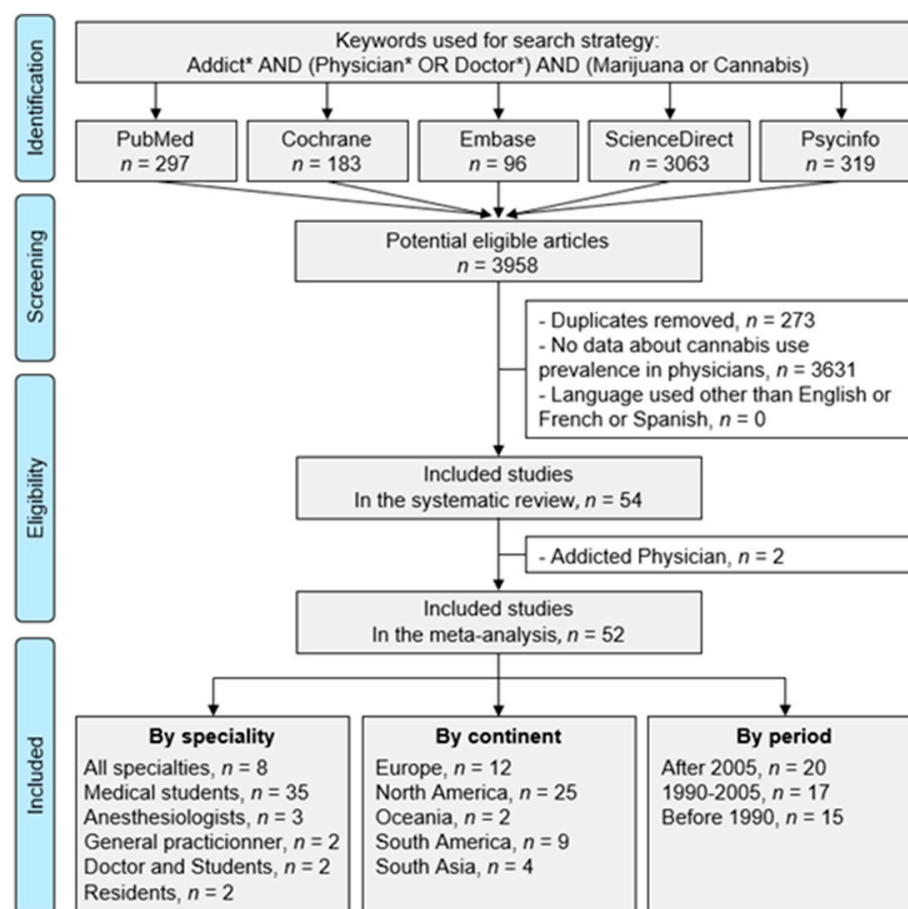 Identification
Keywords used for search strategy:
Addict* AND (Physician* OR Doctor*) AND (Marijuana or Cannabis)
PubMed
n = 297
Cochrane
n = 183
Embase
n = 96
ScienceDirect
n = 3063
Psycinfo
n = 319
Screening
Potential eligible articles
n = 3958
- Duplicates removed, n = 273
- No data about cannabis use
prevalence in physicians, n = 3631
- Language used other than English or
French or Spanish, n = 0
Eligibility
Included studies
In the systematic review, n = 54
- Addicted Physician, n = 2
Included studies
In the meta-analysis, n = 52
Included
By speciality
All specialties, n = 8
Medical students, n = 35
Anesthesiologists, n = 3
General practicionner, n = 2
Doctor and Students, n = 2
Residents, n = 2
By continent
Europe, n = 12
North America, n = 25
Oceania, n = 2
South America, n = 9
South Asia, n = 4
By period
After 2005, n = 20
1990-2005, n = 17
Before 1990, n = 15